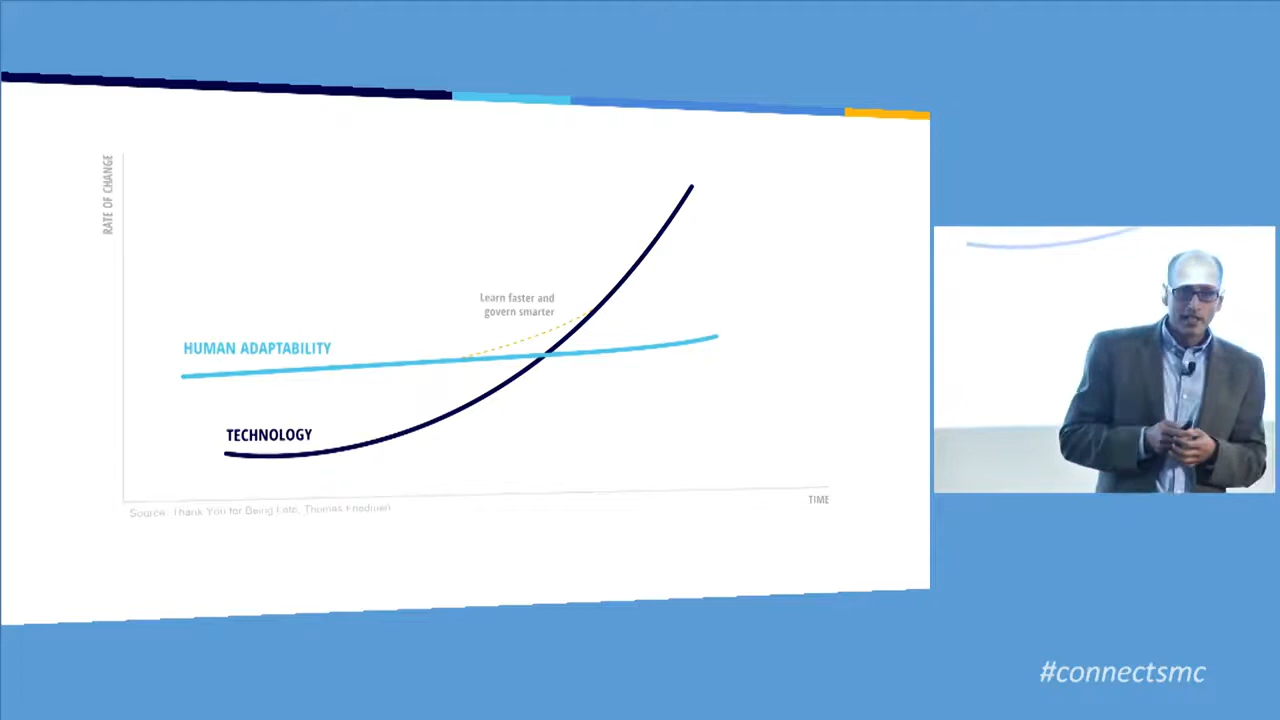 RATE OF CHANGE
Learn faster and
govern smarter
HUMAN ADAPTABILITY
TECHNOLOGY
TIME
Source: Thank You for Being Late, Thomas Friedman
#connectsmc